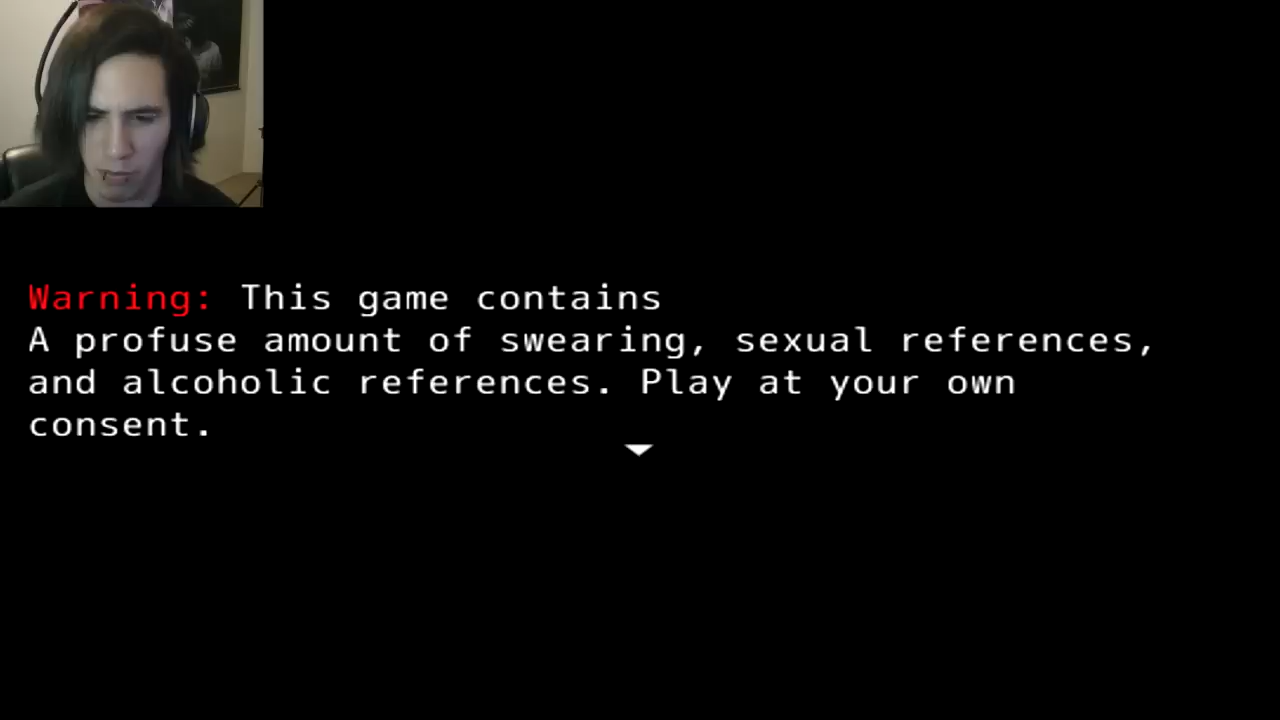 Warning: This game contains
A profuse amount of swearing, sexual references,
and alcoholic references. Play at your own
consent.